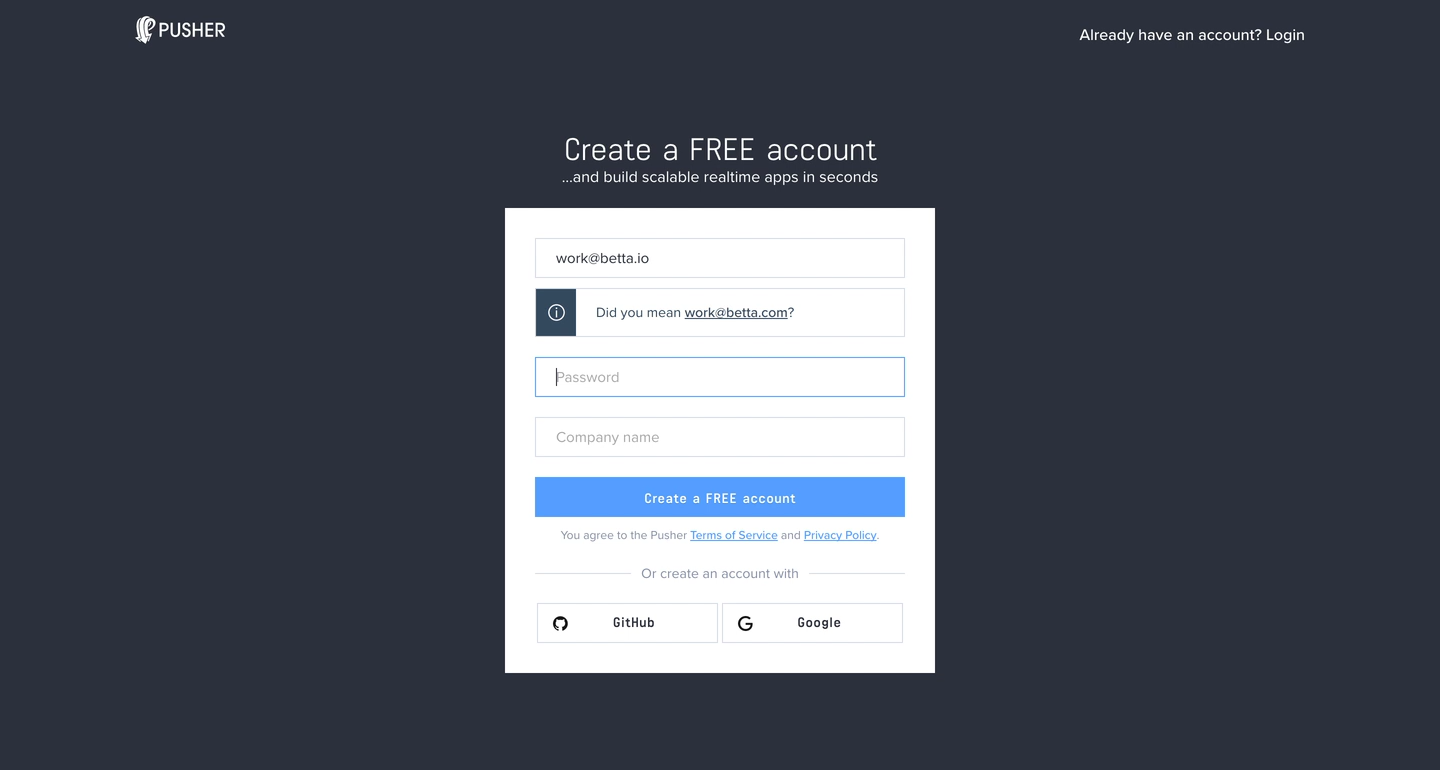 PUSHER
Already have an account? Login
Create a FREE account
...and build scalable realtime apps in seconds
work@betta.io
Did you mean work@betta.com?
Password
Company name
Create a FREE account
You agree to the Pusher Terms of Service and Privacy Policy.
Or create an account with
GitHub
Google